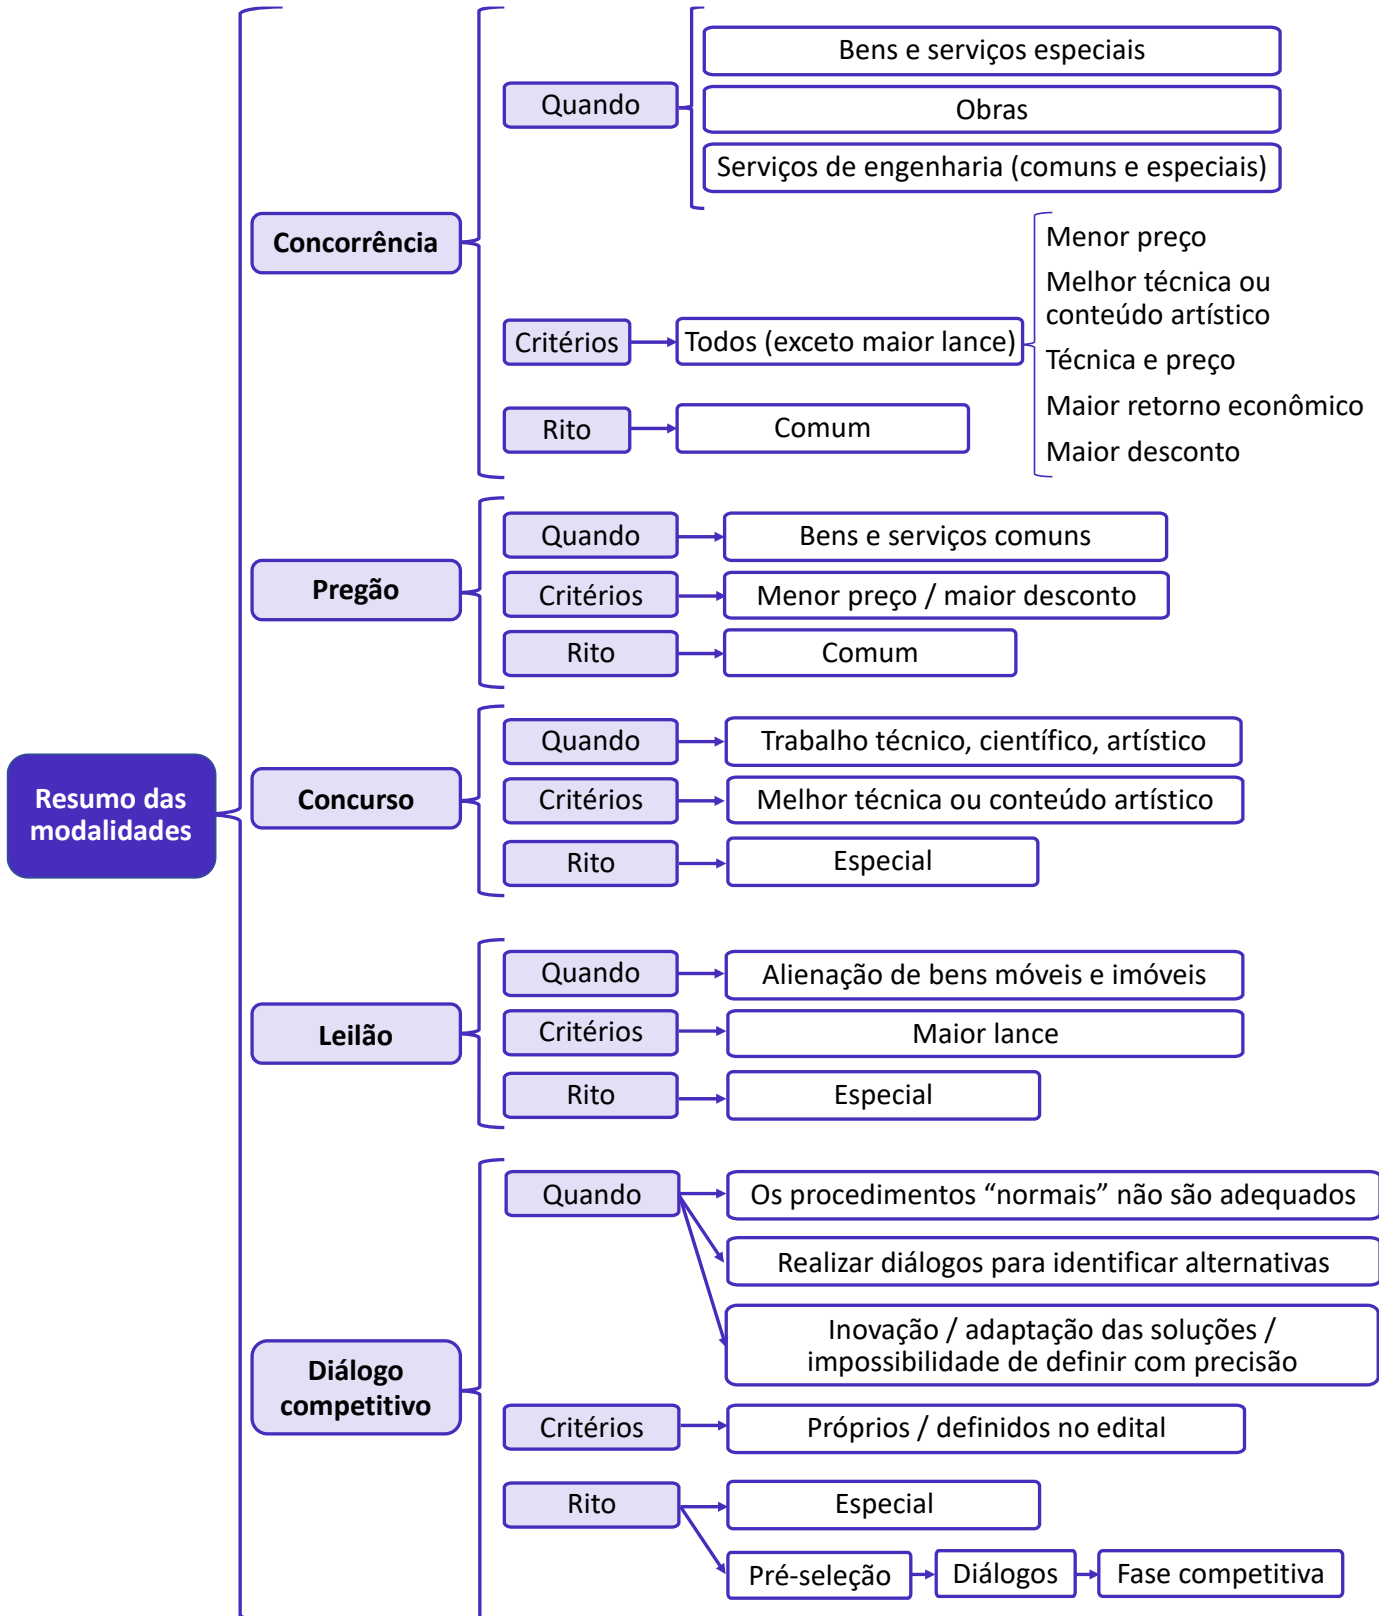 Resumo das
modalidades
Concorrência
Quando
Bens e serviços especiais
Obras
Serviços de engenharia (comuns e especiais)
Critérios
Todos (exceto maior lance)
Menor preço
Melhor técnica ou
conteúdo artístico
Técnica e preço
Maior retorno econômico
Maior desconto
Rito
Comum
Pregão
Quando
Bens e serviços comuns
Critérios
Menor preço / maior desconto
Rito
Comum
Concurso
Quando
Trabalho técnico, científico, artístico
Critérios
Melhor técnica ou conteúdo artístico
Rito
Especial
Leilão
Quando
Alienação de bens móveis e imóveis
Critérios
Maior lance
Rito
Especial
Diálogo
competitivo
Quando
Os procedimentos “normais” não são adequados
Realizar diálogos para identificar alternativas
Inovação / adaptação das soluções /
impossibilidade de definir com precisão
Critérios
Próprios / definidos no edital
Rito
Especial
Pré-seleção
Diálogos
Fase competitiva